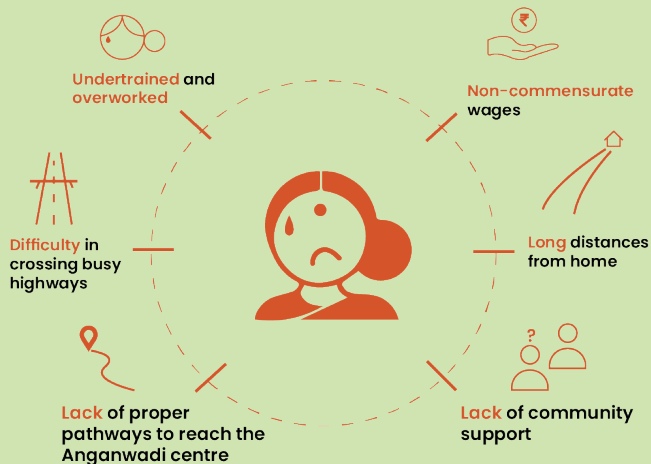 ₹
Undertrained and
overworked
Non-commensurate
wages
Difficulty in
crossing busy
highways
Long distances
from home
?
Lack of proper
pathways to reach the
Anganwadi centre
Lack of community
support